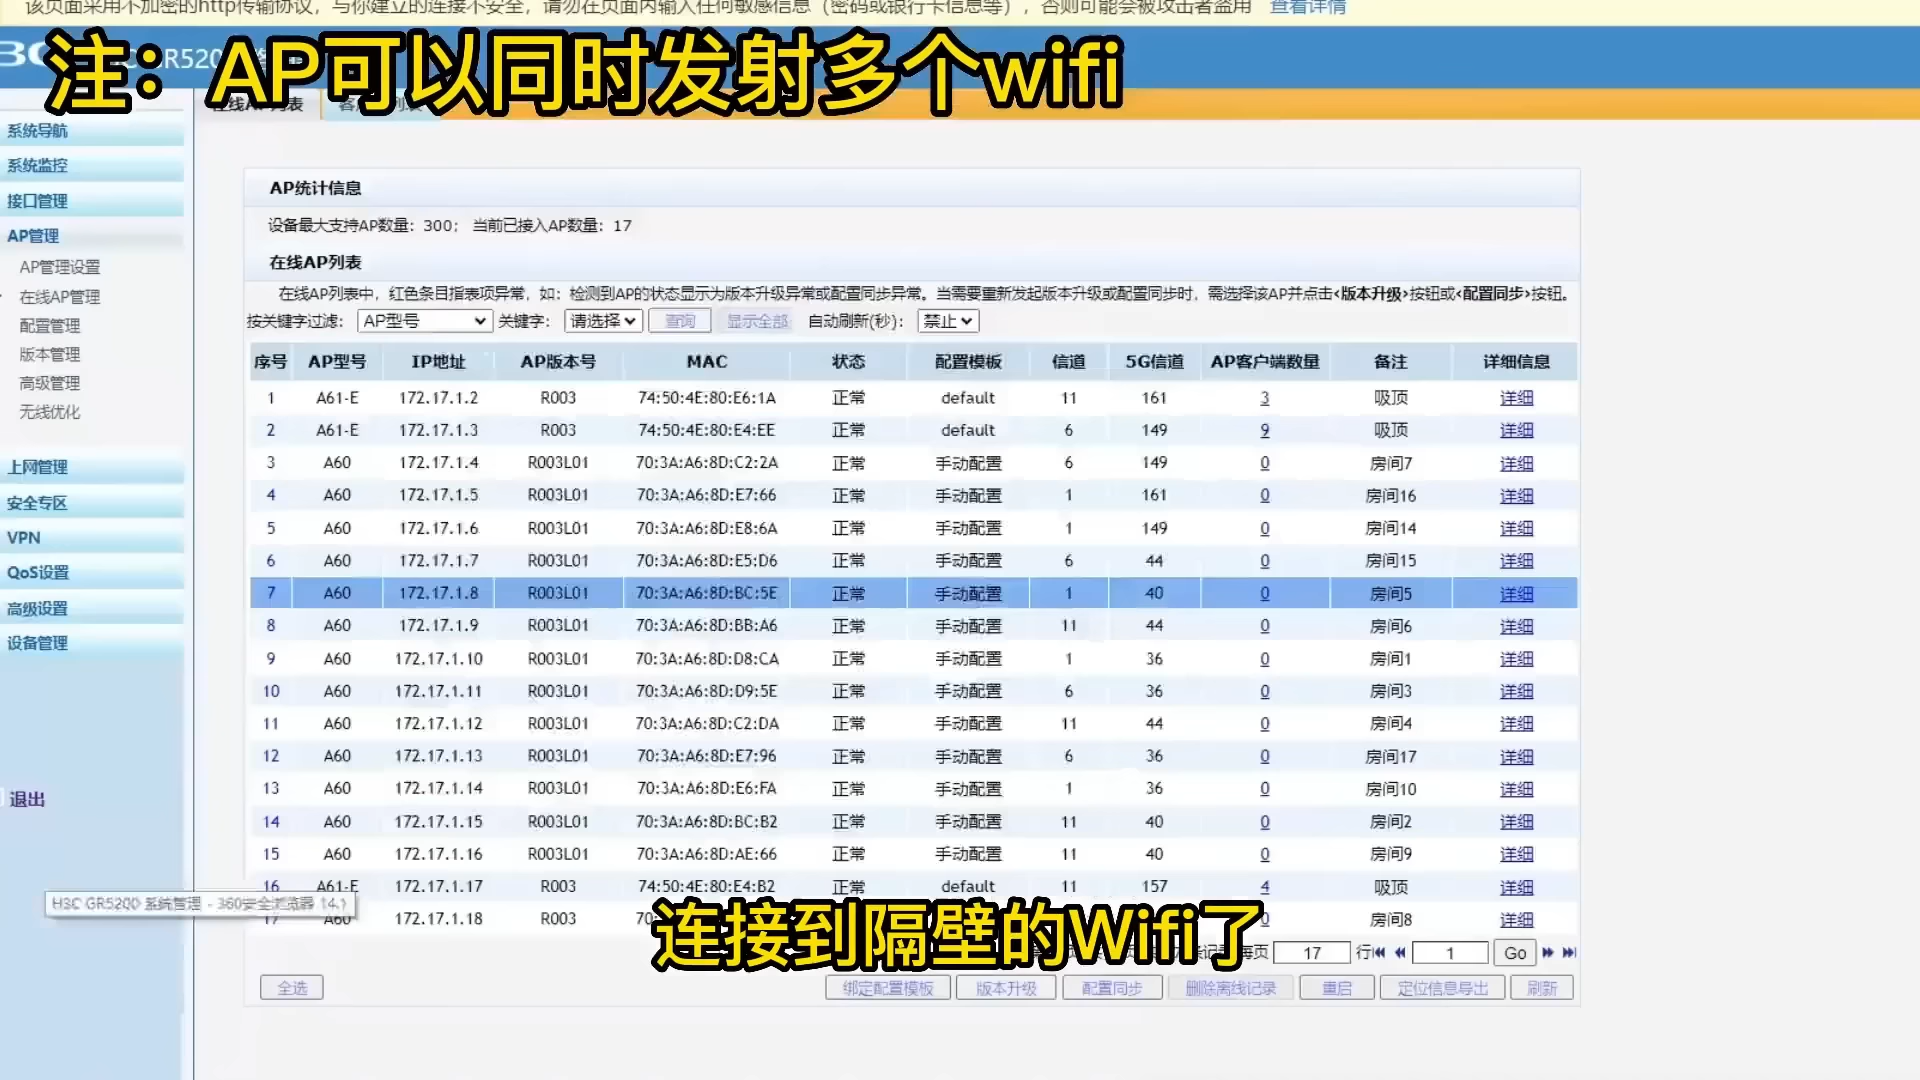 该页面采用不加密的http传输协议，与你建立的连接不安全，请勿在页面内输入任何敏感信息（密码或银行卡信息等），否则可能会被攻击者盗用 查看详情
注：AP可以同时发射多个wifi
系统导航
系统监控
接口管理
AP管理
AP管理设置
在线AP管理
配置管理
版本管理
高级管理
无线优化
上网管理
安全专区
VPN
QoS设置
高级设置
设备管理
退出
AP统计信息
设备最大支持AP数量：300； 当前已接入AP数量：17
在线AP列表
在线AP列表中，红色条目指表项异常，如：检测到AP的状态显示为版本升级异常或配置同步异常。当需要重新发起版本升级或配置同步时，需选择该AP并点击<版本升级>按钮或<配置同步>按钮。
按关键字过滤： AP型号 关键字： 请选择 查询 显示全部 自动刷新(秒)： 禁止
序号 AP型号 IP地址 AP版本号 MAC 状态 配置模板 信道 5G信道 AP客户端数量 备注 详细信息
1 A61-E 172.17.1.2 R003 74:50:4E:80:E6:1A 正常 default 11 161 3 吸顶 详细
2 A61-E 172.17.1.3 R003 74:50:4E:80:E4:EE 正常 default 6 149 9 吸顶 详细
3 A60 172.17.1.4 R003L01 70:3A:A6:8D:C2:2A 正常 手动配置 6 149 0 房间7 详细
4 A60 172.17.1.5 R003L01 70:3A:A6:8D:E7:66 正常 手动配置 1 161 0 房间16 详细
5 A60 172.17.1.6 R003L01 70:3A:A6:8D:E8:6A 正常 手动配置 1 149 0 房间14 详细
6 A60 172.17.1.7 R003L01 70:3A:A6:8D:E5:D6 正常 手动配置 6 44 0 房间15 详细
7 A60 172.17.1.8 R003L01 70:3A:A6:8D:BC:5E 正常 手动配置 1 40 0 房间5 详细
8 A60 172.17.1.9 R003L01 70:3A:A6:8D:BB:A6 正常 手动配置 11 44 0 房间6 详细
9 A60 172.17.1.10 R003L01 70:3A:A6:8D:D8:CA 正常 手动配置 1 36 0 房间1 详细
10 A60 172.17.1.11 R003L01 70:3A:A6:8D:D9:5E 正常 手动配置 6 36 0 房间3 详细
11 A60 172.17.1.12 R003L01 70:3A:A6:8D:C2:DA 正常 手动配置 11 44 0 房间4 详细
12 A60 172.17.1.13 R003L01 70:3A:A6:8D:E7:96 正常 手动配置 6 36 0 房间17 详细
13 A60 172.17.1.14 R003L01 70:3A:A6:8D:E6:FA 正常 手动配置 1 36 0 房间10 详细
14 A60 172.17.1.15 R003L01 70:3A:A6:8D:BC:B2 正常 手动配置 11 40 0 房间2 详细
15 A60 172.17.1.16 R003L01 70:3A:A6:8D:AE:66 正常 手动配置 11 40 0 房间9 详细
16 A61-E 172.17.1.17 R003 74:50:4E:80:E4:B2 正常 default 11 157 4 吸顶 详细
17 A60 172.17.1.18 R003 0 房间8 详细
H3C GR5200 系统管理 - 360安全浏览器 14.1
连接到隔壁的Wifi了
每页 17 行 1 Go
全选 绑定配置模板 版本升级 配置同步 删除离线记录 重启 定位信息导出 刷新